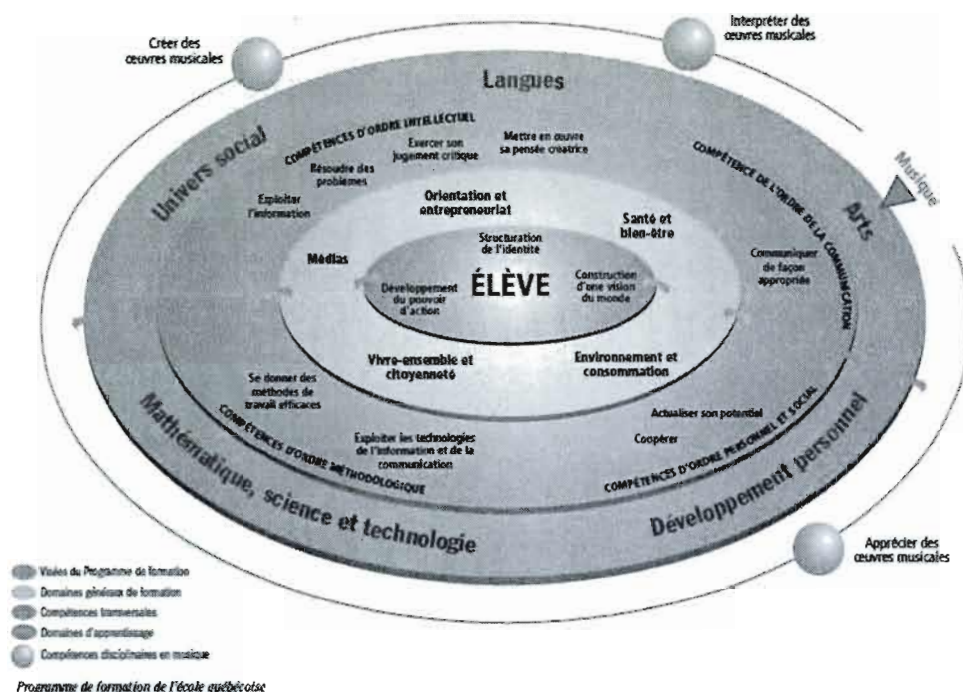 Créer des
œuvres musicales
Interpréter des
œuvres musicales
Langues
Univers social
COMPÉTENCES D'ORDRE INTELLECTUEL
Exploiter
l'information
Résoudre des
problèmes
Exercer son
jugement critique
Mettre en œuvre
sa pensée créatrice
COMPÉTENCE DE L'ORDRE DE LA COMMUNICATION
Arts
Musique
Communiquer
de façon
appropriée
Orientation et
entrepreneuriat
Santé et
bien-être
Médias
Structuration
de l'identité
ÉLÈVE
Développement
du pouvoir
d'action
Construction
d'une vision
du monde
Vivre-ensemble et
citoyenneté
Environnement et
consommation
Se donner des
méthodes de
travail efficaces
Exploiter les technologies
de l'information et de la
communication
COMPÉTENCES D'ORDRE MÉTHODOLOGIQUE
Actualiser son potentiel
Coopérer
COMPÉTENCES D'ORDRE PERSONNEL ET SOCIAL
Mathématique, science et technologie
Développement personnel
Apprécier des
œuvres musicales
Visées du Programme de formation
Domaines généraux de formation
Compétences transversales
Domaines d'apprentissage
Compétences disciplinaires en musique
Programme de formation de l'école québécoise